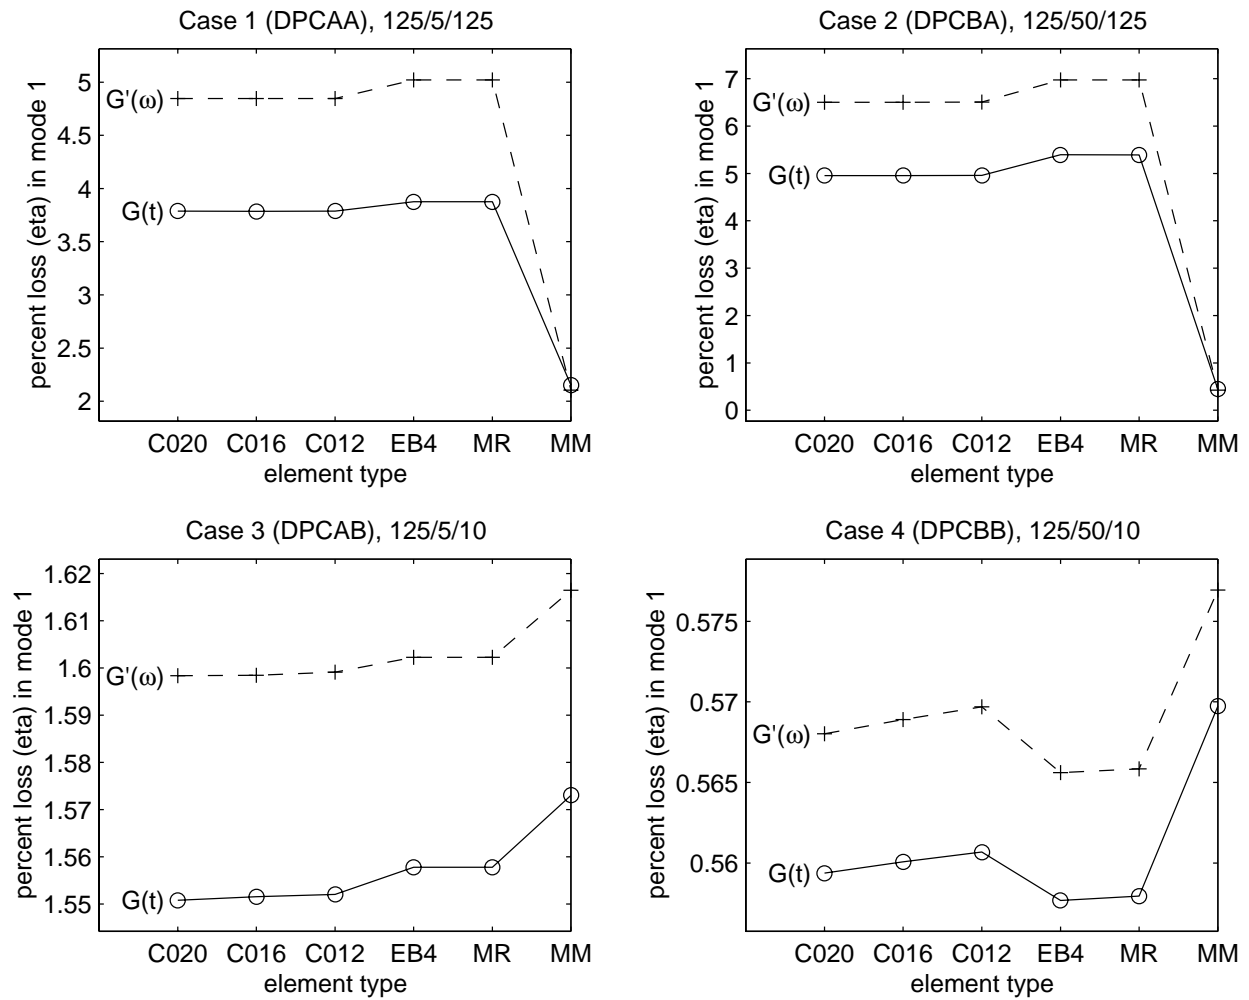 Case 1 (DPCAA), 125/5/125
percent loss (eta) in mode 1
5
4.5
4
3.5
3
2.5
2
G'(ω)
G(t)
C020 C016 C012 EB4 MR MM
element type
Case 2 (DPCBA), 125/50/125
percent loss (eta) in mode 1
7
6
5
4
3
2
1
0
G'(ω)
G(t)
C020 C016 C012 EB4 MR MM
element type
Case 3 (DPCAB), 125/5/10
percent loss (eta) in mode 1
1.62
1.61
1.6
1.59
1.58
1.57
1.56
1.55
G'(ω)
G(t)
C020 C016 C012 EB4 MR MM
element type
Case 4 (DPCBB), 125/50/10
percent loss (eta) in mode 1
0.575
0.57
0.565
0.56
G'(ω)
G(t)
C020 C016 C012 EB4 MR MM
element type